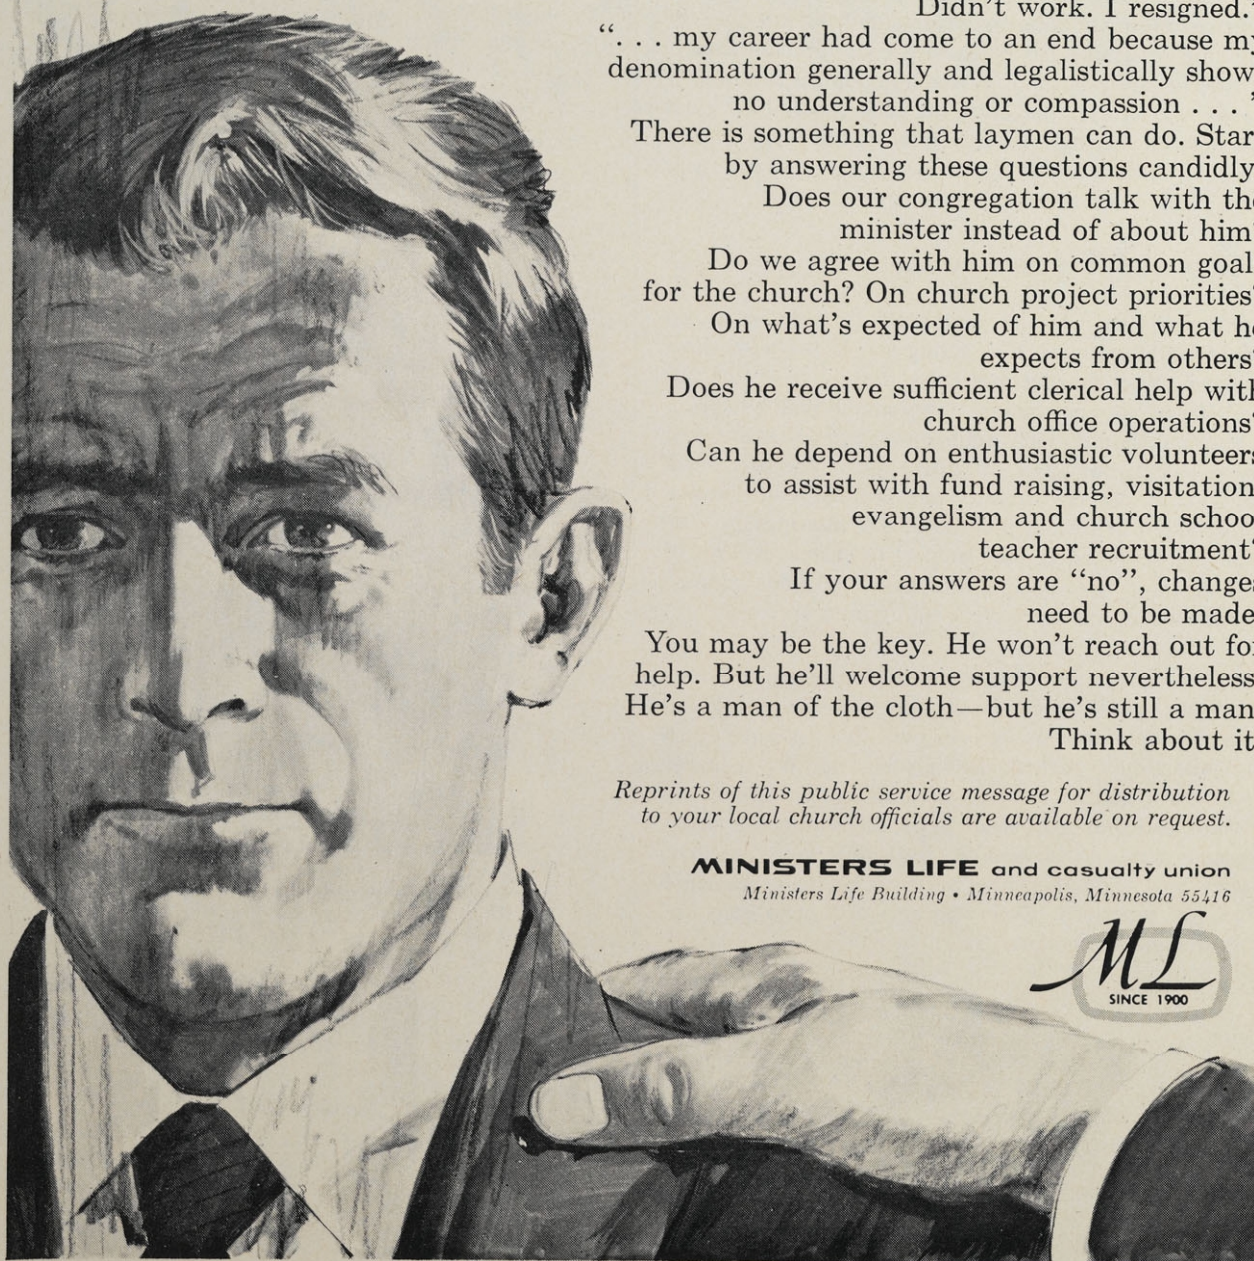 Didn't work. I resigned."
". . . my career had come to an end because my
denomination generally and legalistically show
no understanding or compassion . . . "
There is something that laymen can do. Star
by answering these questions candidly
Does our congregation talk with the
minister instead of about him
Do we agree with him on common goal
for the church? On church project priorities?
On what's expected of him and what he
expects from others?
Does he receive sufficient clerical help with
church office operations?
Can he depend on enthusiastic volunteers
to assist with fund raising, visitation
evangelism and church schoo
teacher recruitment?
If your answers are "no", changes
need to be made
You may be the key. He won't reach out for
help. But he'll welcome support nevertheless
He's a man of the cloth—but he's still a man
Think about it
Reprints of this public service message for distribution
to your local church officials are available on request.
MINISTERS LIFE and casualty union
Ministers Life Building • Minneapolis, Minnesota 55416
ML
SINCE 1900